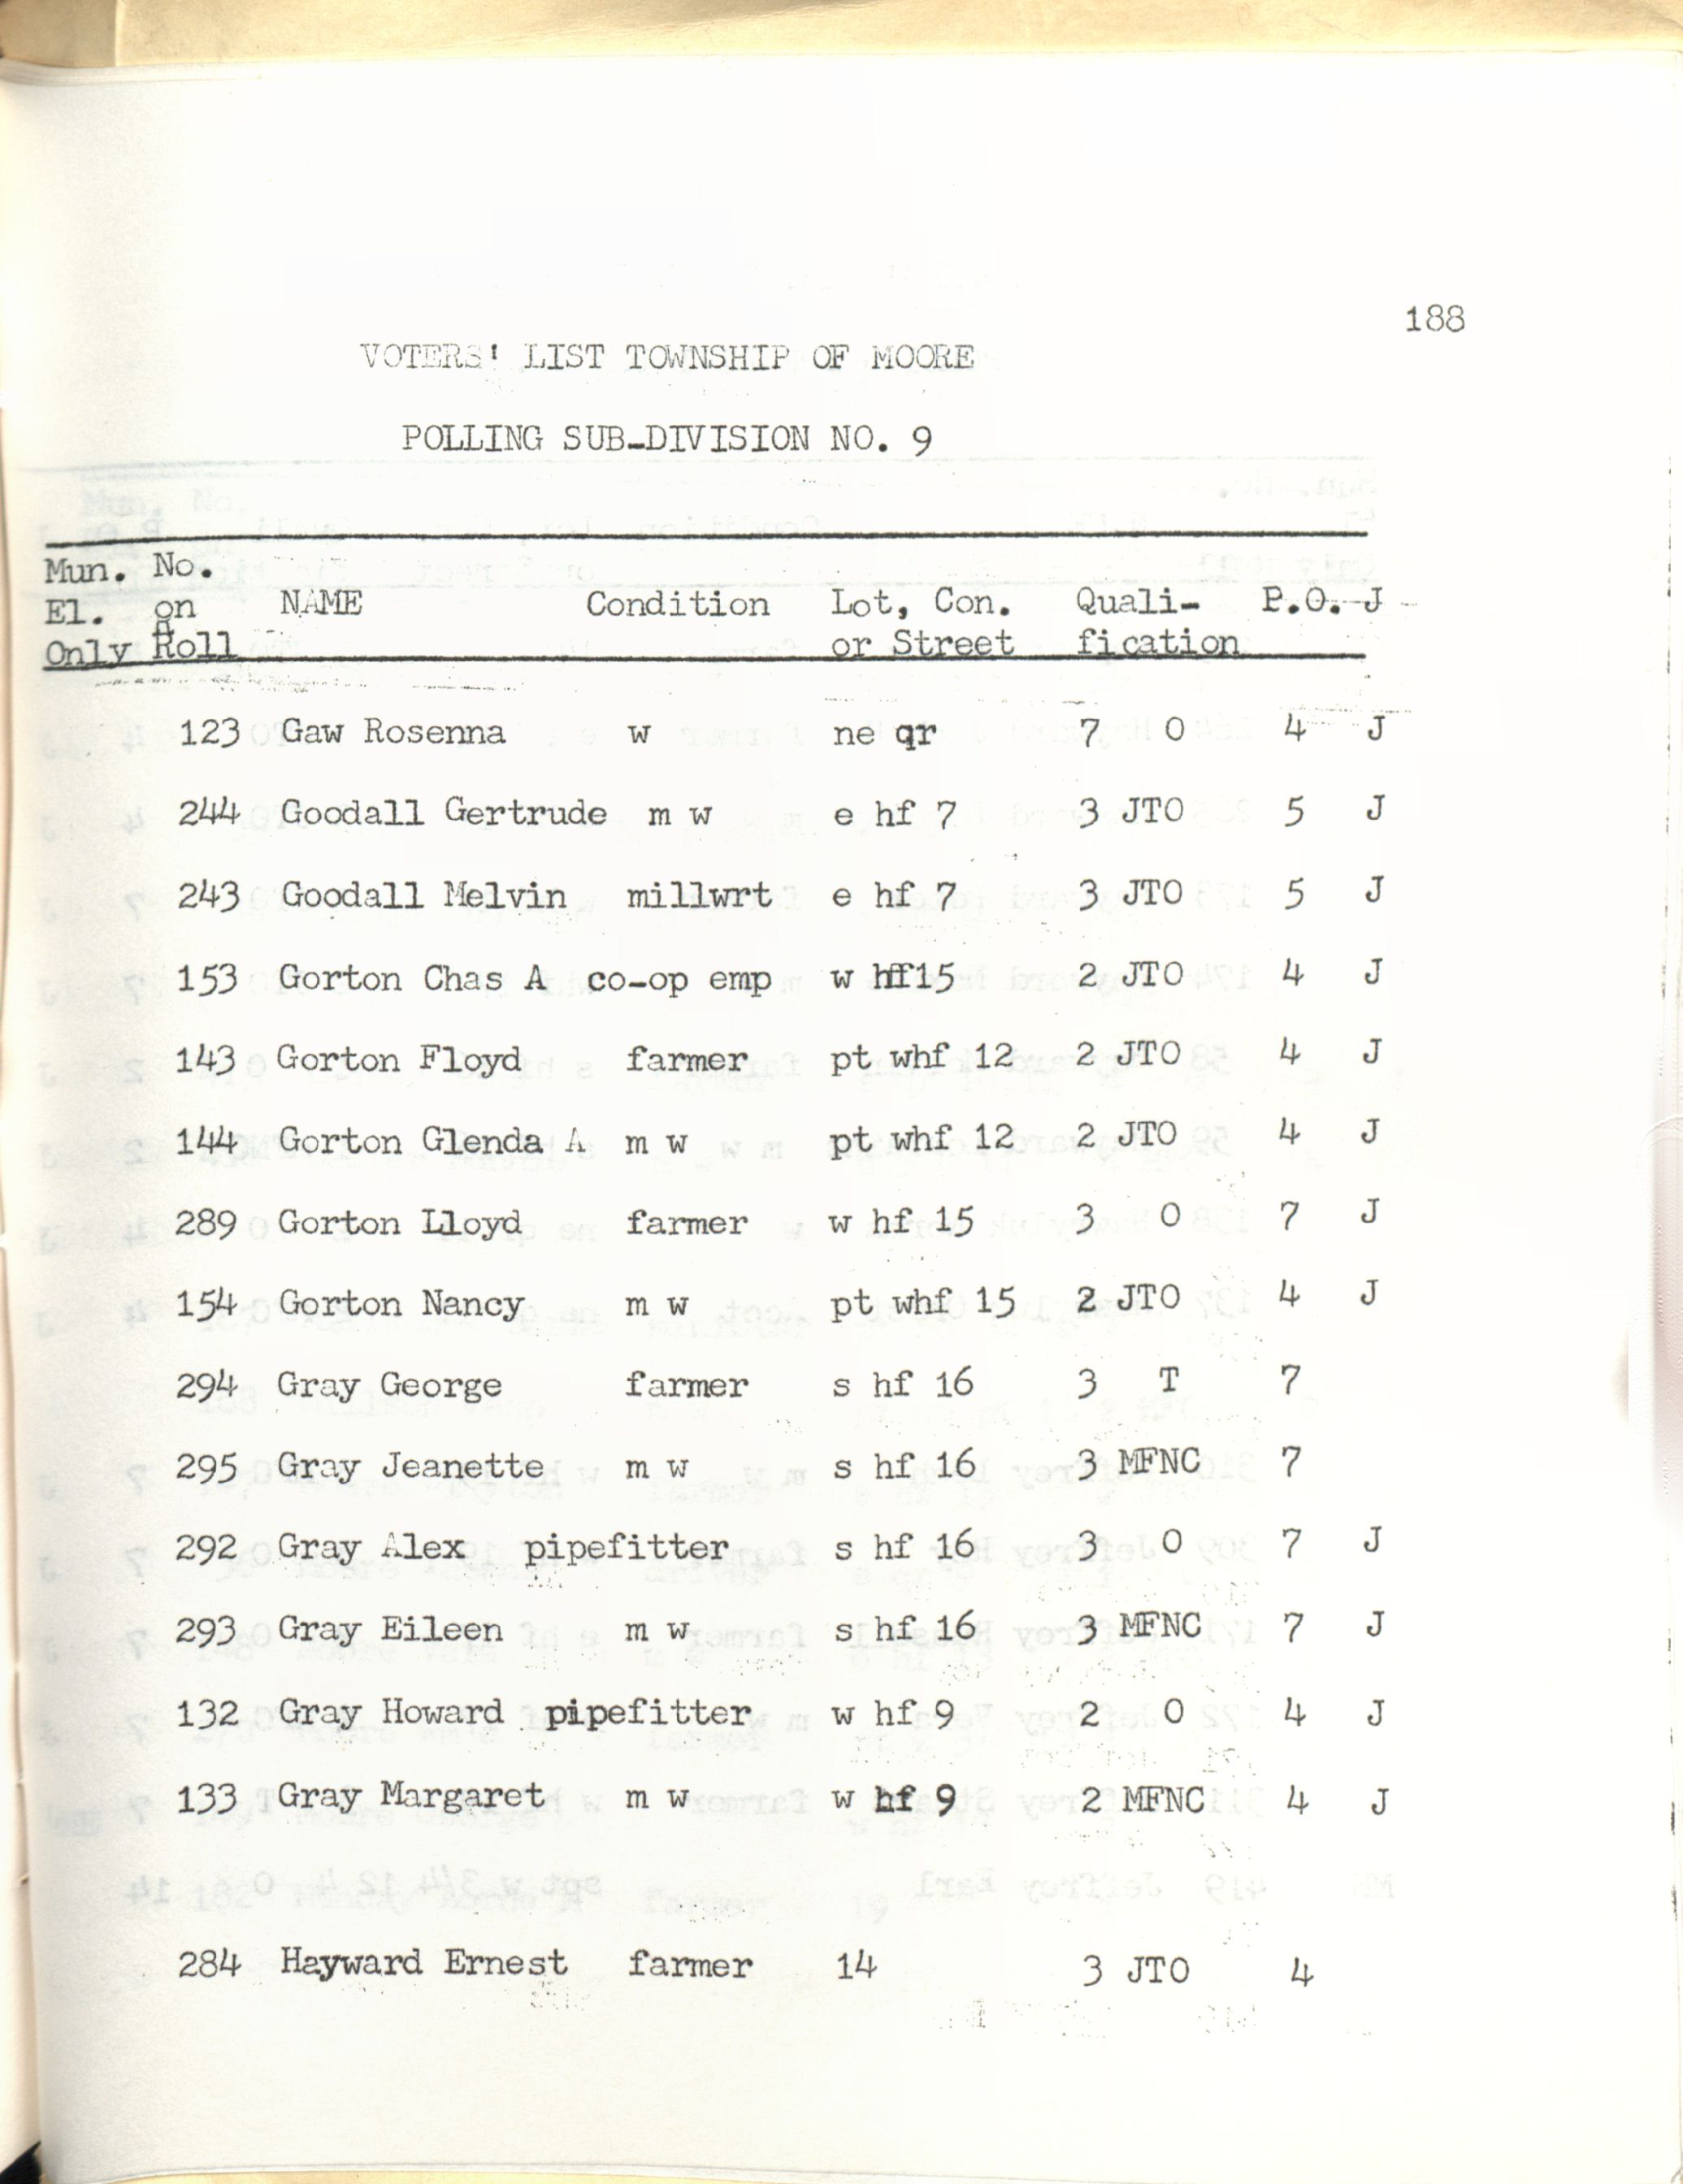 188
VOTERS' LIST TOWNSHIP OF MOORE
POLLING SUB-DIVISION NO. 9
Mun. No.
El. on NAME Condition Lot, Con. Quali- P.O. J
Only Roll or Street fication
123 Gaw Rosenna w ne qr 7 O 4 J
244 Goodall Gertrude m w e hf 7 3 JTO 5 J
243 Goodall Melvin millwrt e hf 7 3 JTO 5 J
153 Gorton Chas A co-op emp w hf 15 2 JTO 4 J
143 Gorton Floyd farmer pt whf 12 2 JTO 4 J
144 Gorton Glenda A m w pt whf 12 2 JTO 4 J
289 Gorton Lloyd farmer w hf 15 3 O 7 J
154 Gorton Nancy m w pt whf 15 2 JTO 4 J
294 Gray George farmer s hf 16 3 T 7
295 Gray Jeanette m w s hf 16 3 MFNC 7
292 Gray Alex pipefitter s hf 16 3 O 7 J
293 Gray Eileen m w s hf 16 3 MFNC 7 J
132 Gray Howard pipefitter w hf 9 2 O 4 J
133 Gray Margaret m w w hf 9 2 MFNC 4 J
284 Hayward Ernest farmer 14 3 JTO 4